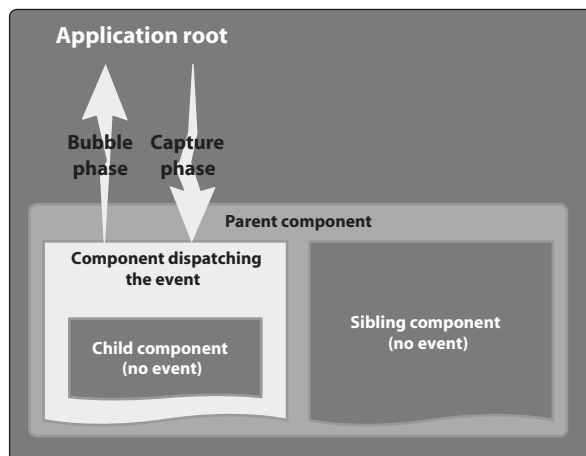 Application root
Bubble
phase
Capture
phase
Parent component
Component dispatching
the event
Child component
(no event)
Sibling component
(no event)